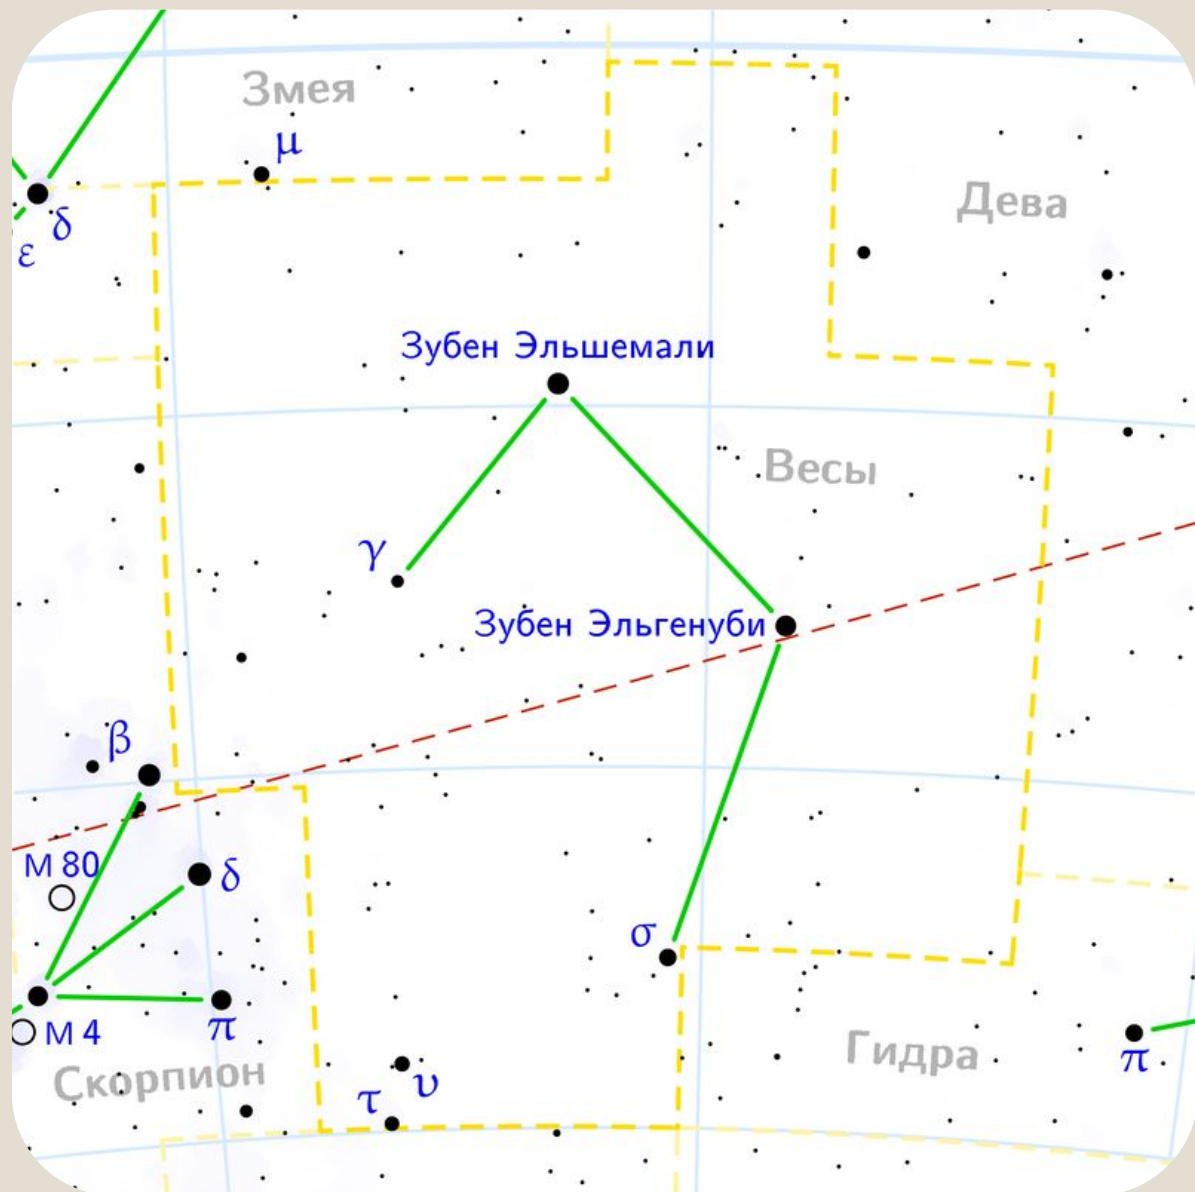 Змея
μ
Дева
δ
ε
Зубен Эльшемали
Весы
γ
Зубен Эльгенуби
β
M 80
δ
σ
M 4
π
Гидра
π
Скорпион
τ
υ